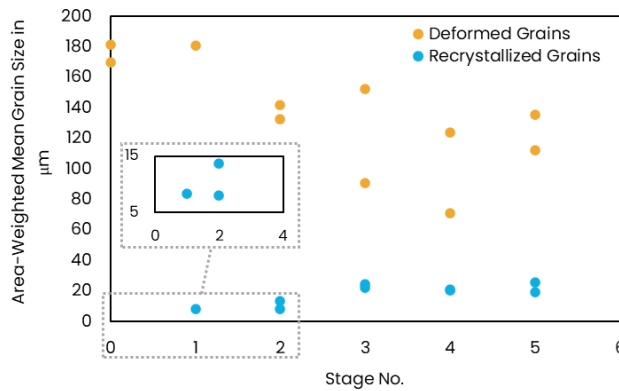 200
180
160
140
120
100
80
60
40
20
0
Area-Weighted Mean Grain Size in
μm
Deformed Grains
Recrystallized Grains
15
5
0 2 4
0 1 2 3 4 5 6
Stage No.